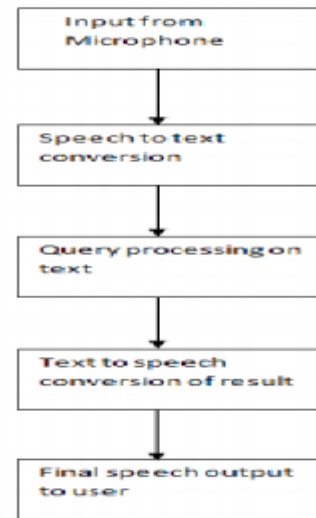 Input from
Microphone
Speech to text
conversion
Query processing on
text
Text to speech
conversion of result
Final speech output
to user